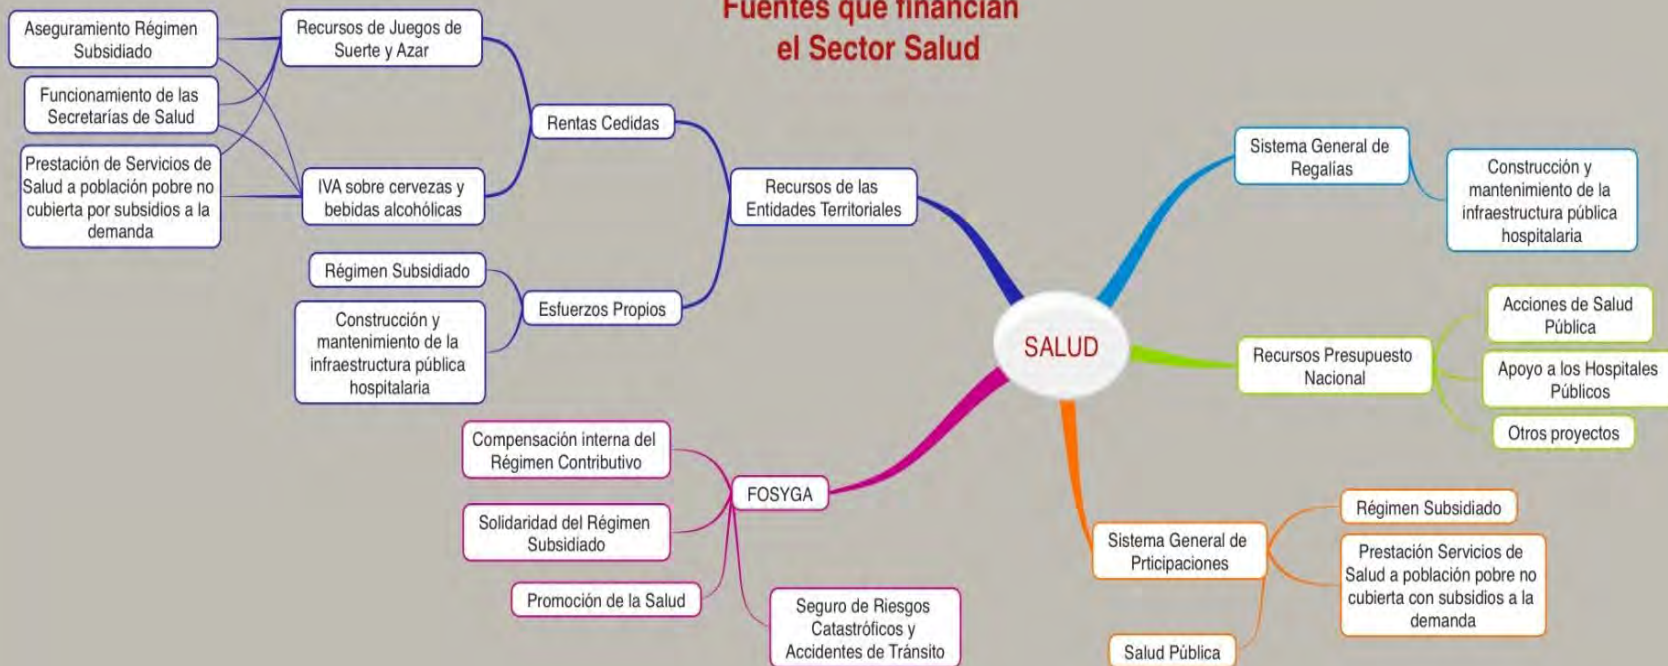 Fuentes que financian
el Sector Salud
SALUD
Recursos de las
Entidades Territoriales
Rentas Cedidas
Recursos de Juegos de
Suerte y Azar
Aseguramiento Régimen
Subsidiado
Funcionamiento de las
Secretarías de Salud
Prestación de Servicios de
Salud a población pobre no
cubierta por subsidios a la
demanda
IVA sobre cervezas y
bebidas alcohólicas
Esfuerzos Propios
Régimen Subsidiado
Construcción y
mantenimiento de la
infraestructura pública
hospitalaria
FOSYGA
Compensación interna del
Régimen Contributivo
Solidaridad del Régimen
Subsidiado
Promoción de la Salud
Seguro de Riesgos
Catastróficos y
Accidentes de Tránsito
Sistema General de
Regalías
Construcción y
mantenimiento de la
infraestructura pública
hospitalaria
Recursos Presupuesto
Nacional
Acciones de Salud
Pública
Apoyo a los Hospitales
Públicos
Otros proyectos
Sistema General de
Prticipaciones
Régimen Subsidiado
Prestación Servicios de
Salud a población pobre no
cubierta con subsidios a la
demanda
Salud Pública